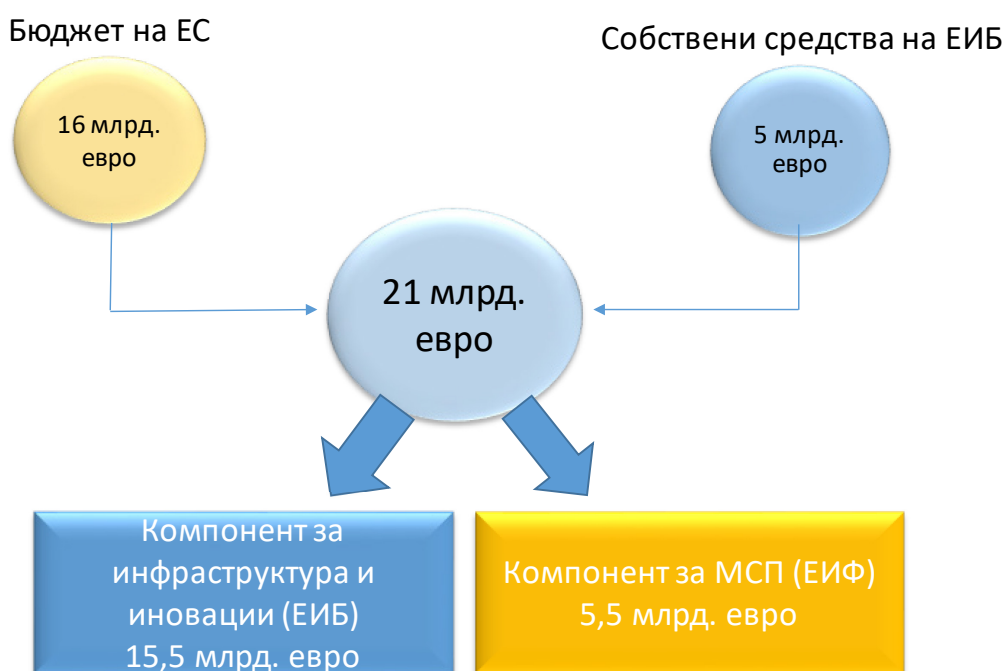 Бюджет на ЕС
Собствени средства на ЕИБ
16 млрд.
евро
5 млрд.
евро
21 млрд.
евро
Компонент за
инфраструктура и
иновации (ЕИБ)
15,5 млрд. евро
Компонент за МСП (ЕИФ)
5,5 млрд. евро